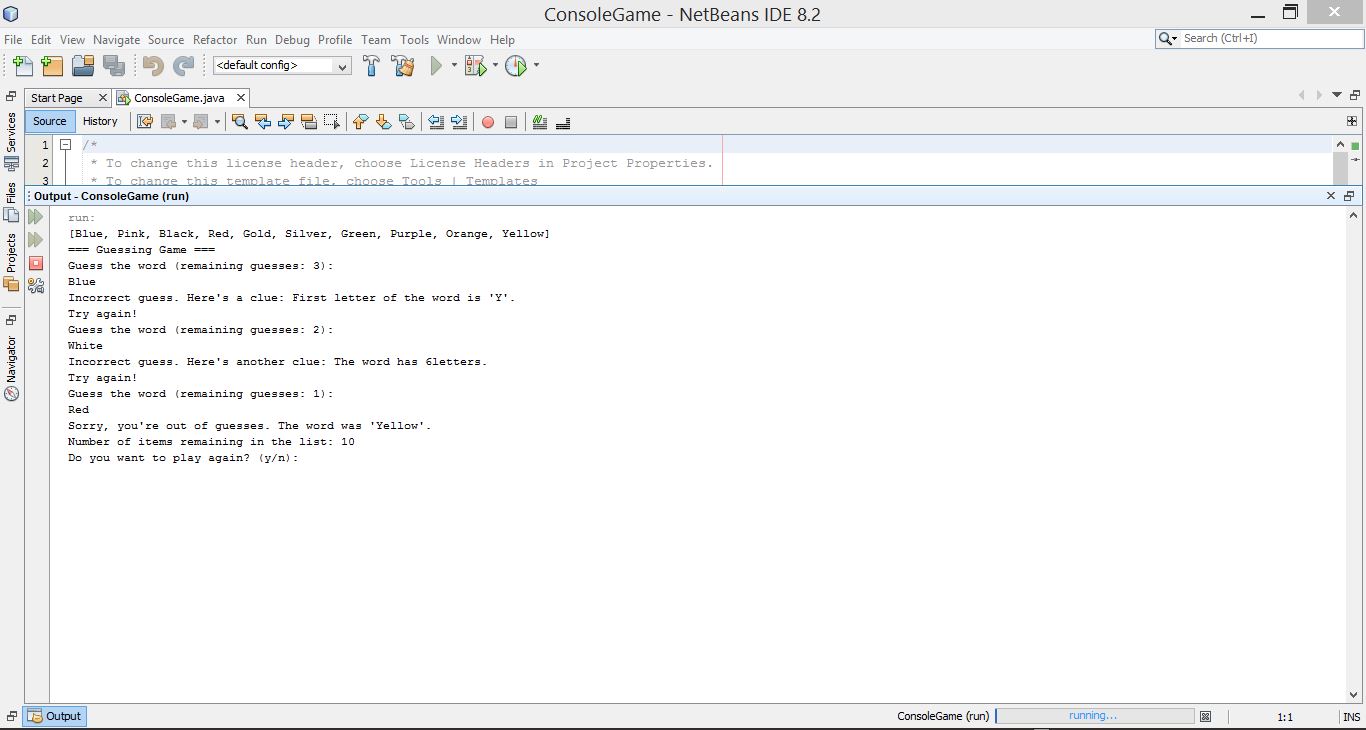 ConsoleGame - NetBeans IDE 8.2
File Edit View Navigate Source Refactor Run Debug Profile Team Tools Window Help
Search (Ctrl+I)
<default config>
Start Page
ConsoleGame.java
Source History
1 /*
2 * To change this license header, choose License Headers in Project Properties.
3 * To change this template file, choose Tools | Templates
Services
Files
Projects
Navigator
Output - ConsoleGame (run)
run:
[Blue, Pink, Black, Red, Gold, Silver, Green, Purple, Orange, Yellow]
=== Guessing Game ===
Guess the word (remaining guesses: 3):
Blue
Incorrect guess. Here's a clue: First letter of the word is 'Y'.
Try again!
Guess the word (remaining guesses: 2):
White
Incorrect guess. Here's another clue: The word has 6letters.
Try again!
Guess the word (remaining guesses: 1):
Red
Sorry, you're out of guesses. The word was 'Yellow'.
Number of items remaining in the list: 10
Do you want to play again? (y/n):
Output
ConsoleGame (run)
running...
1:1
INS